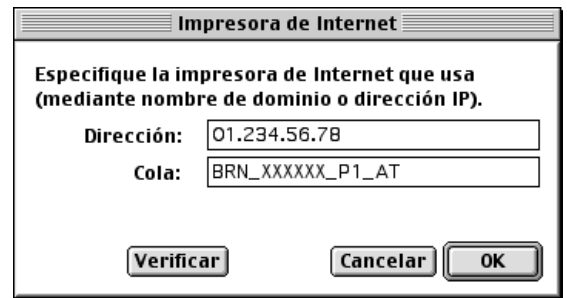 Impresora de Internet
Especifique la impresora de Internet que usa
(mediante nombre de dominio o dirección IP).
Dirección: 01.234.56.78
Cola: BRN_XXXXXX_P1_AT
Verificar Cancelar OK